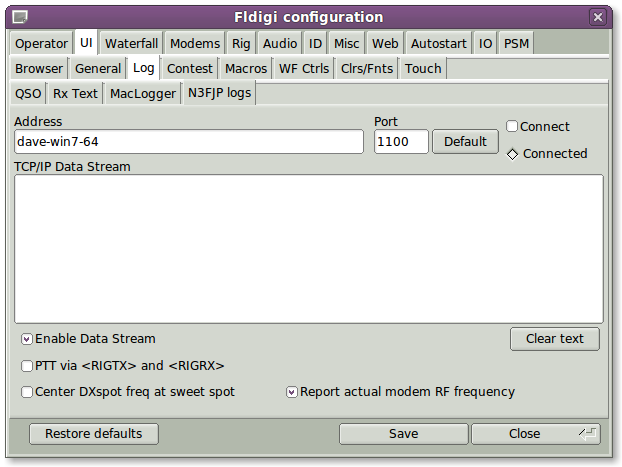 Fldigi configuration
Operator UI Waterfall Modems Rig Audio ID Misc Web Autostart IO PSM
Browser General Log Contest Macros WF Ctrls Clrs/Fnts Touch
QSO Rx Text MacLogger N3FJP logs
Address Port
Connect
dave-win7-64 1100 Default
Connected
TCP/IP Data Stream
Enable Data Stream Clear text
PTT via <RIGTX> and <RIGRX>
Center DXspot freq at sweet spot Report actual modem RF frequency
Restore defaults Save Close